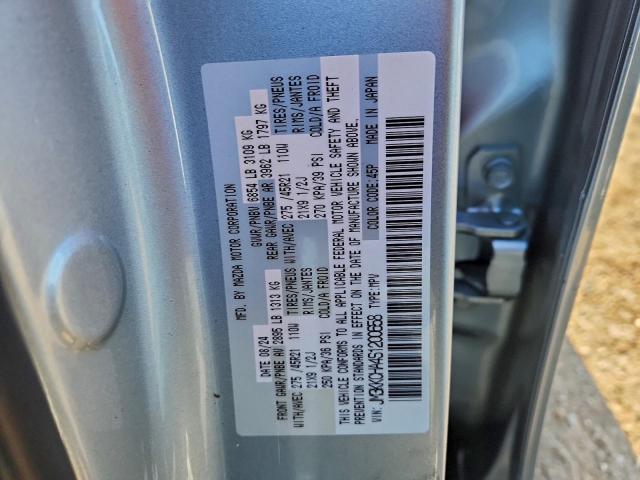 MFD. BY MAZDA MOTOR CORPORATION
DATE 08/24 GVWR/PNBV 6854 LB 3109 KG
FRONT GAWR/PNBE AV 2895 LB 1313 KG REAR GAWR/PNBE AR 3962 LB 1797 KG
WITH/AVEC 275 /45R21 110W TIRES/PNEUS WITH/AVEC 275 /45R21 110W TIRES/PNEUS
21X9 1/2J RIMS/JANTES 21X9 1/2J RIMS/JANTES
250 KPA/36 PSI COLD/A FROID 270 KPA/39 PSI COLD/A FROID
THIS VEHICLE CONFORMS TO ALL APPLICABLE FEDERAL MOTOR VEHICLE SAFETY AND THEFT
PREVENTION STANDARDS IN EFFECT ON THE DATE OF MANUFACTURE SHOWN ABOVE.
TYPE:MPV COLOR CODE:45P MADE IN JAPAN
VIN: